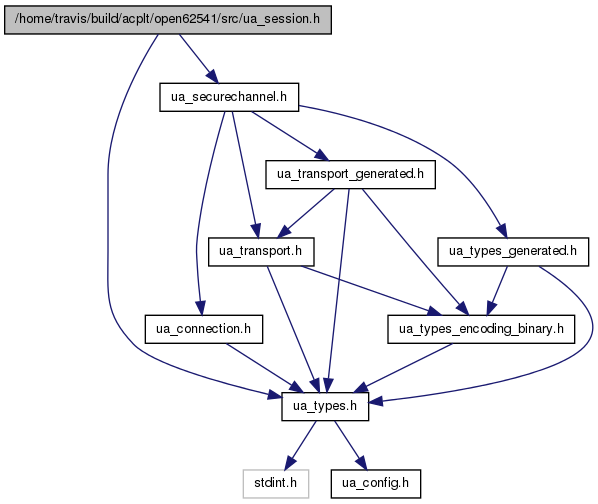 /home/travis/build/acplt/open62541/src/ua_session.h
ua_securechannel.h
ua_transport_generated.h
ua_transport.h
ua_types_generated.h
ua_connection.h
ua_types_encoding_binary.h
ua_types.h
stdint.h
ua_config.h